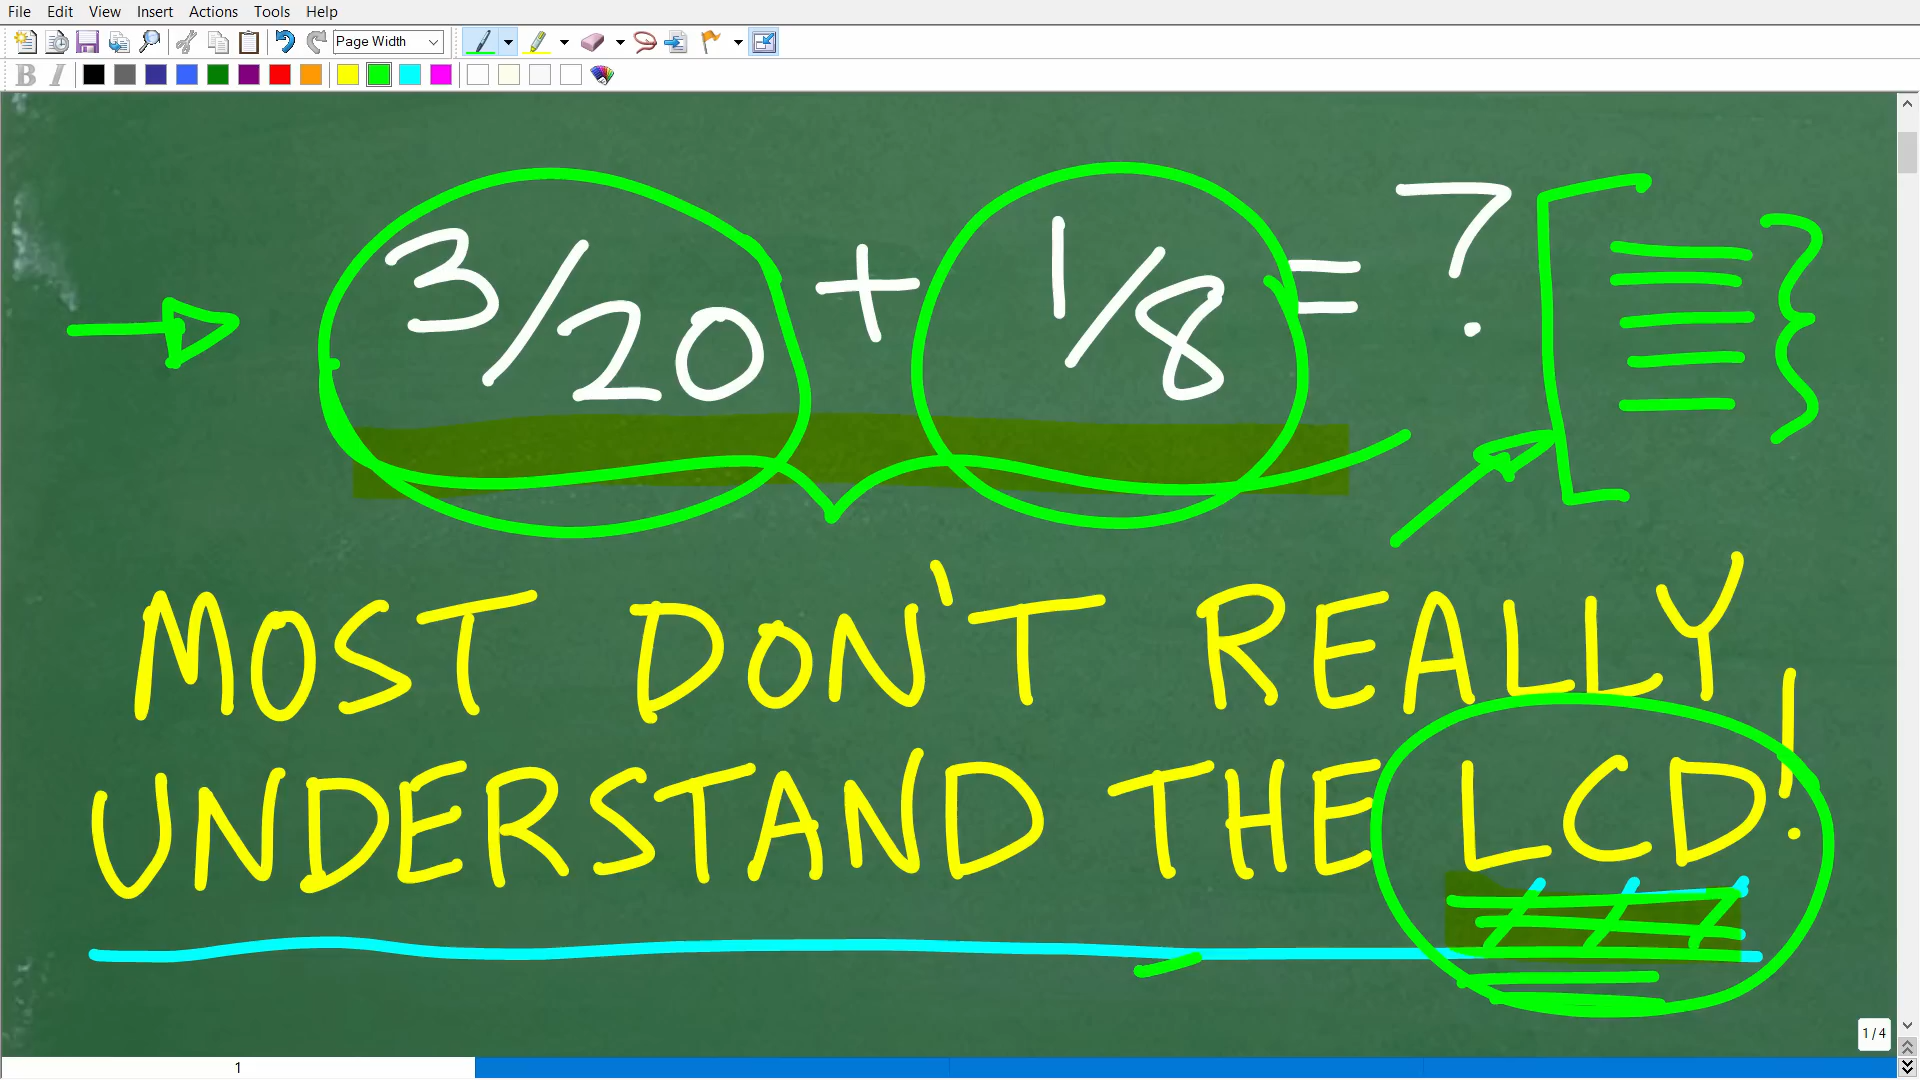 File Edit View Insert Actions Tools Help
Page Width
B I
3/20 + 1/8 = ?
MOST DON'T REALLY
UNDERSTAND THE LCD!
1 / 4
1